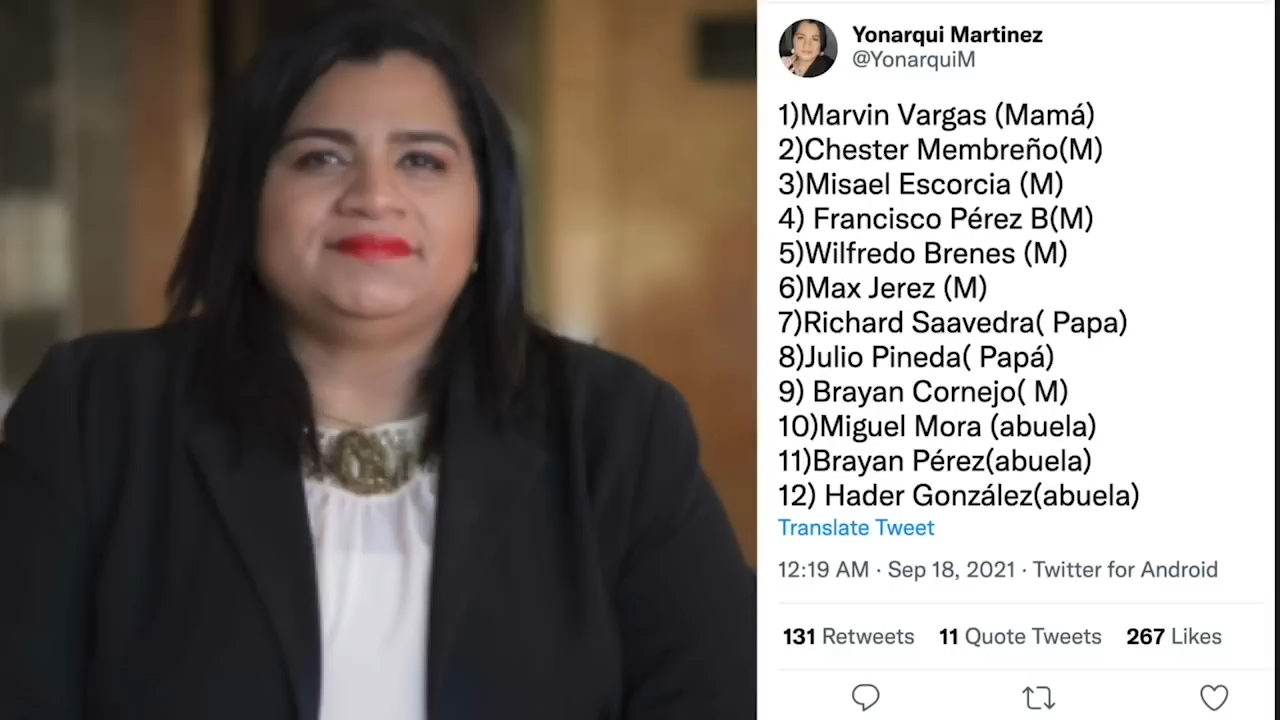 Yonarqui Martinez
@YonarquiM
1)Marvin Vargas (Mamá)
2)Chester Membreño(M)
3)Misael Escorcia (M)
4) Francisco Pérez B(M)
5)Wilfredo Brenes (M)
6)Max Jerez (M)
7)Richard Saavedra( Papa)
8)Julio Pineda( Papá)
9) Brayan Cornejo( M)
10)Miguel Mora (abuela)
11)Brayan Pérez(abuela)
12) Hader González(abuela)
Translate Tweet
12:19 AM · Sep 18, 2021 · Twitter for Android
131 Retweets 11 Quote Tweets 267 Likes